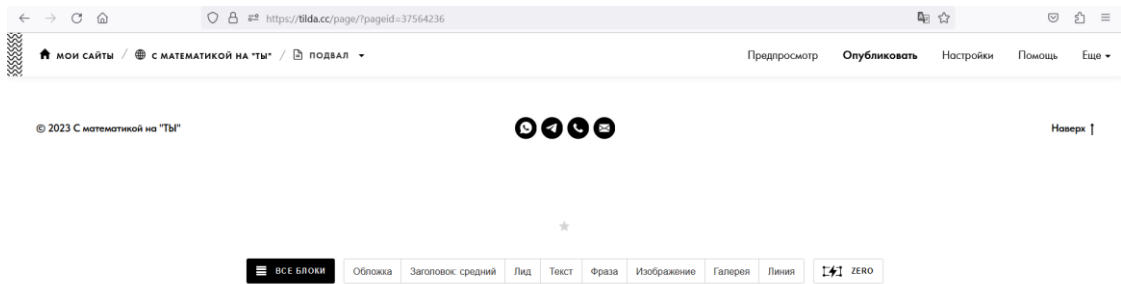 https://tilda.cc/page/?pageid=37564236
МОИ САЙТЫ / С МАТЕМАТИКОЙ НА "ТЫ" / ПОДВАЛ Предпросмотр Опубликовать Настройки Помощь Еще
© 2023 С математикой на "ТЫ" Наверх
ВСЕ БЛОКИ Обложка Заголовок: средний Лид Текст Фраза Изображение Галерея Линия ZERO